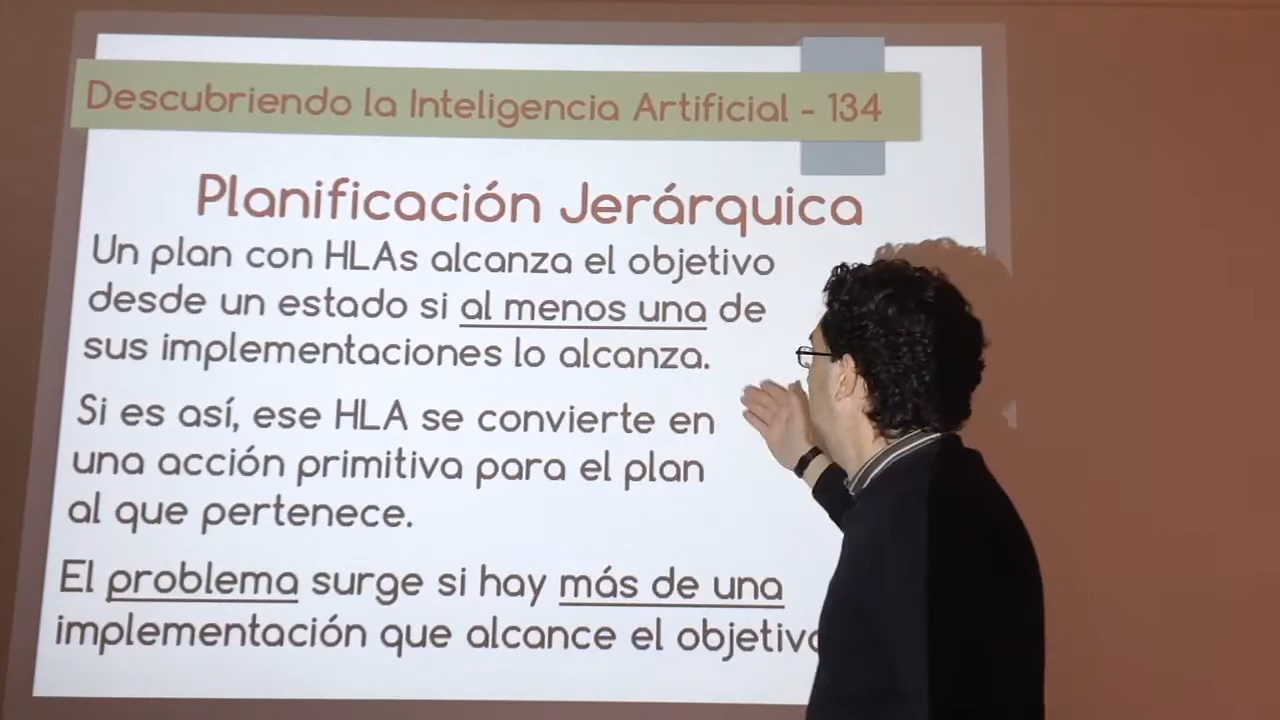 Descubriendo la Inteligencia Artificial - 134
Planificación Jerárquica
Un plan con HLAs alcanza el objetivo
desde un estado si al menos una de
sus implementaciones lo alcanza.
Si es así, ese HLA se convierte en
una acción primitiva para el plan
al que pertenece.
El problema surge si hay más de una
implementación que alcance el objetivo